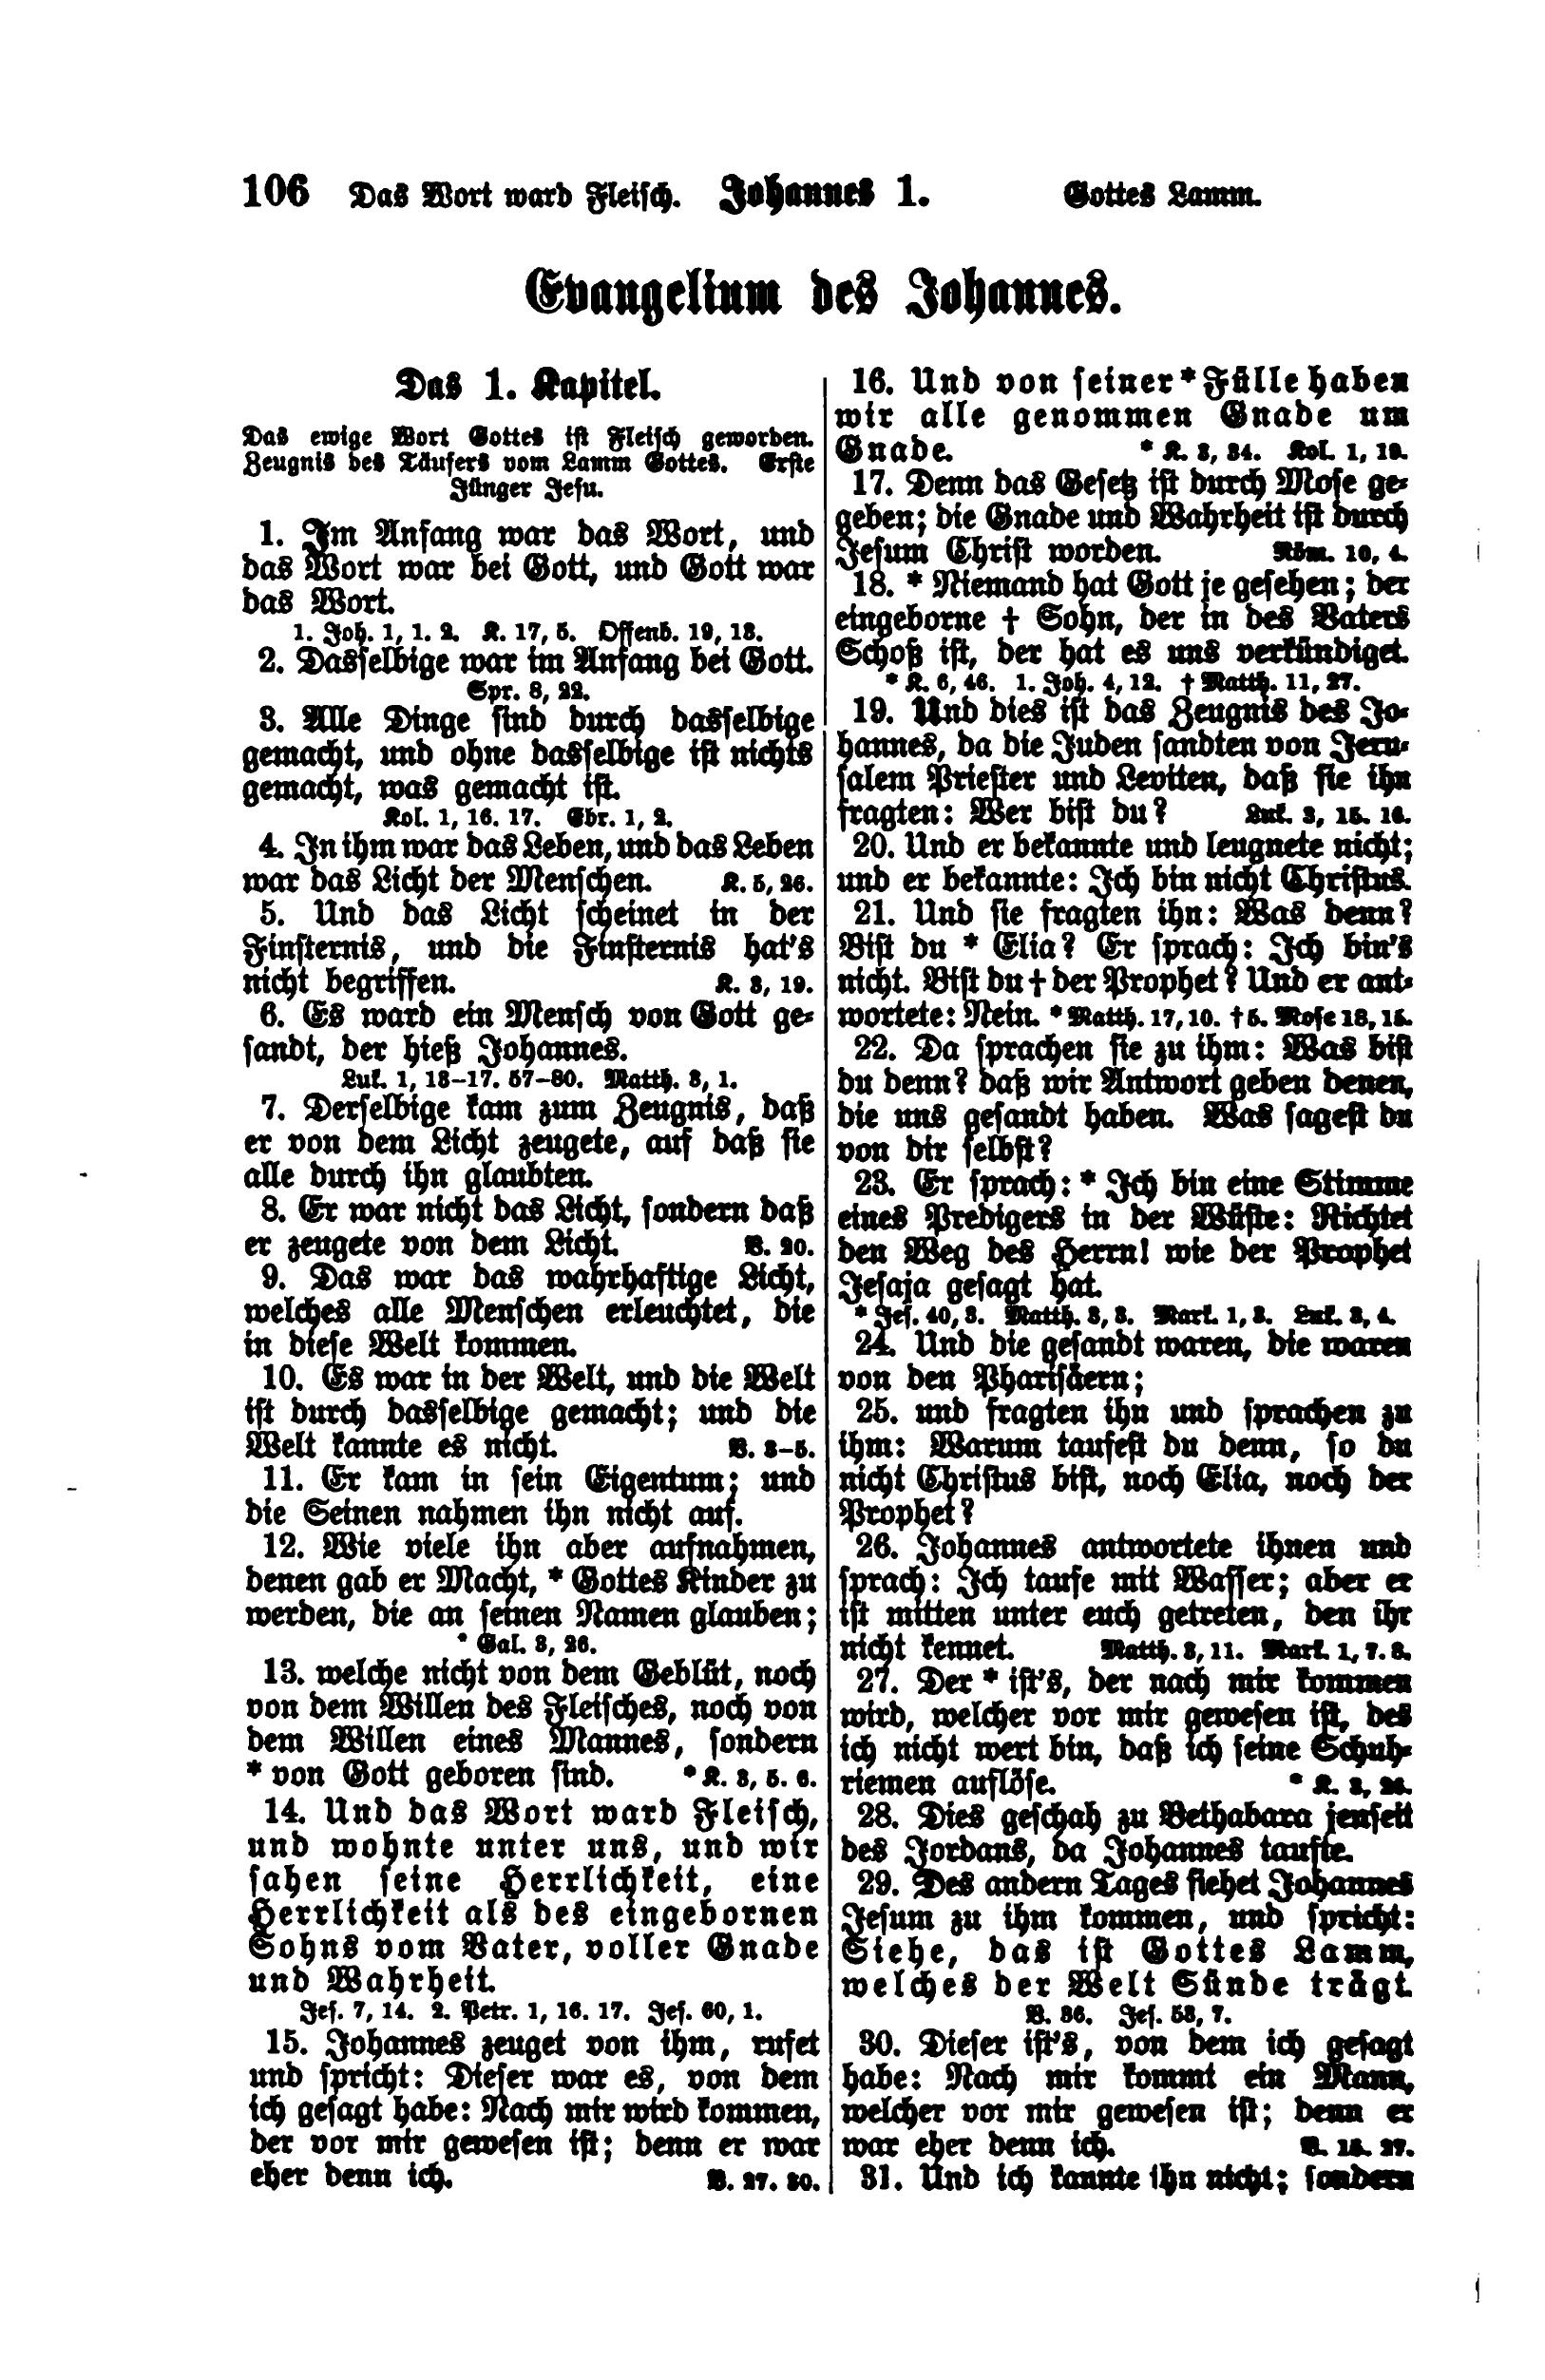 106 Das Wort ward Fleisch. Johannes 1. Gottes Lamm.
Evangelium des Johannes.
Das 1. Kapitel.
Das ewige Wort Gottes ist Fleisch geworden.
Zeugnis des Täufers vom Lamm Gottes. Erste
Jünger Jesu.
1. Im Anfang war das Wort, und
das Wort war bei Gott, und Gott war
das Wort.
1. Joh. 1, 1. 2. K. 17, 5. Offenb. 19, 13.
2. Dasselbige war im Anfang bei Gott.
Spr. 8, 22.
3. Alle Dinge sind durch dasselbige
gemacht, und ohne dasselbige ist nichts
gemacht, was gemacht ist.
Kol. 1, 16. 17. Ebr. 1, 2.
4. In ihm war das Leben, und das Leben
war das Licht der Menschen. K. 5, 26.
5. Und das Licht scheinet in der
Finsternis, und die Finsternis hat's
nicht begriffen. K. 3, 19.
6. Es ward ein Mensch von Gott ge-
sandt, der hieß Johannes.
Luk. 1, 13-17. 57-80. Matth. 3, 1.
7. Derselbige kam zum Zeugnis, daß
er von dem Licht zeugete, auf daß sie
alle durch ihn glaubten.
8. Er war nicht das Licht, sondern daß
er zeugete von dem Licht. V. 20.
9. Das war das wahrhaftige Licht,
welches alle Menschen erleuchtet, die
in diese Welt kommen.
10. Es war in der Welt, und die Welt
ist durch dasselbige gemacht; und die
Welt kannte es nicht. V. 3-5.
11. Er kam in sein Eigentum; und
die Seinen nahmen ihn nicht auf.
12. Wie viele ihn aber aufnahmen,
denen gab er Macht, * Gottes Kinder zu
werden, die an seinen Namen glauben;
* Gal. 3, 26.
13. welche nicht von dem Geblüt, noch
von dem Willen des Fleisches, noch von
dem Willen eines Mannes, sondern
* von Gott geboren sind. * K. 3, 5. 6.
14. Und das Wort ward Fleisch,
und wohnte unter uns, und wir
sahen seine Herrlichkeit, eine
Herrlichkeit als des eingebornen
Sohns vom Vater, voller Gnade
und Wahrheit.
Jes. 7, 14. 2. Petr. 1, 16. 17. Jes. 60, 1.
15. Johannes zeuget von ihm, rufet
und spricht: Dieser war es, von dem
ich gesagt habe: Nach mir wird kommen,
der vor mir gewesen ist; denn er war
eher denn ich. V. 27. 30.
16. Und von seiner * Fülle haben
wir alle genommen Gnade um
Gnade. * K. 3, 34. Kol. 1, 19.
17. Denn das Gesetz ist durch Mose ge-
geben; die Gnade und Wahrheit ist durch
Jesum Christ worden. Röm. 10, 4.
18. * Niemand hat Gott je gesehen; der
eingeborne † Sohn, der in des Vaters
Schoß ist, der hat es uns verkündiget.
* K. 6, 46. 1. Joh. 4, 12. † Matth. 11, 27.
19. Und dies ist das Zeugnis des Jo-
hannes, da die Juden sandten von Jeru-
salem Priester und Leviten, daß sie ihn
fragten: Wer bist du? Luk. 3, 15. 16.
20. Und er bekannte und leugnete nicht;
und er bekannte: Ich bin nicht Christus.
21. Und sie fragten ihn: Was denn?
Bist du * Elia? Er sprach: Ich bin's
nicht. Bist du † der Prophet? Und er ant-
wortete: Nein. * Matth. 17, 10. † 5. Mose 18, 15.
22. Da sprachen sie zu ihm: Was bist
du denn? daß wir Antwort geben denen,
die uns gesandt haben. Was sagest du
von dir selbst?
23. Er sprach: * Ich bin eine Stimme
eines Predigers in der Wüste: Richtet
den Weg des Herrn! wie der Prophet
Jesaja gesagt hat.
* Jes. 40, 3. Matth. 3, 3. Mark. 1, 3. Luk. 3, 4.
24. Und die gesandt waren, die waren
von den Pharisäern;
25. und fragten ihn und sprachen zu
ihm: Warum taufest du denn, so du
nicht Christus bist, noch Elia, noch der
Prophet?
26. Johannes antwortete ihnen und
sprach: Ich taufe mit Wasser; aber er
ist mitten unter euch getreten, den ihr
nicht kennet. Matth. 3, 11. Mark. 1, 7. 8.
27. Der * ist's, der nach mir kommen
wird, welcher vor mir gewesen ist, des
ich nicht wert bin, daß ich seine Schuh-
riemen auflöse. * K. 3, 26.
28. Dies geschah zu Bethabara jenseit
des Jordans, da Johannes taufte.
29. Des andern Tages siehet Johannes
Jesum zu ihm kommen, und spricht:
Siehe, das ist Gottes Lamm,
welches der Welt Sünde trägt.
V. 36. Jes. 53, 7.
30. Dieser ist's, von dem ich gesagt
habe: Nach mir kommt ein Mann,
welcher vor mir gewesen ist; denn er
war eher denn ich. V. 15. 27.
31. Und ich kannte ihn nicht; sondern